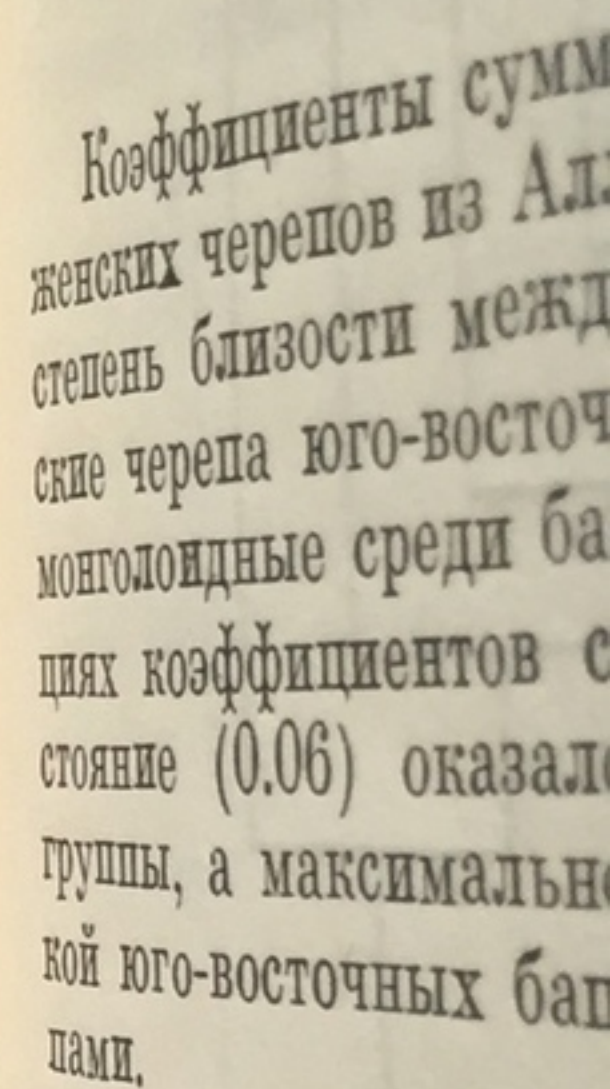 Коэффициенты сумм
женских черепов из Ал
степень близости межд
ские черепа юго-восточ
монголоидные среди ба
циях коэффициентов с
стояние (0.06) оказал
группы, а максимальн
кой юго-восточных баш
пами.